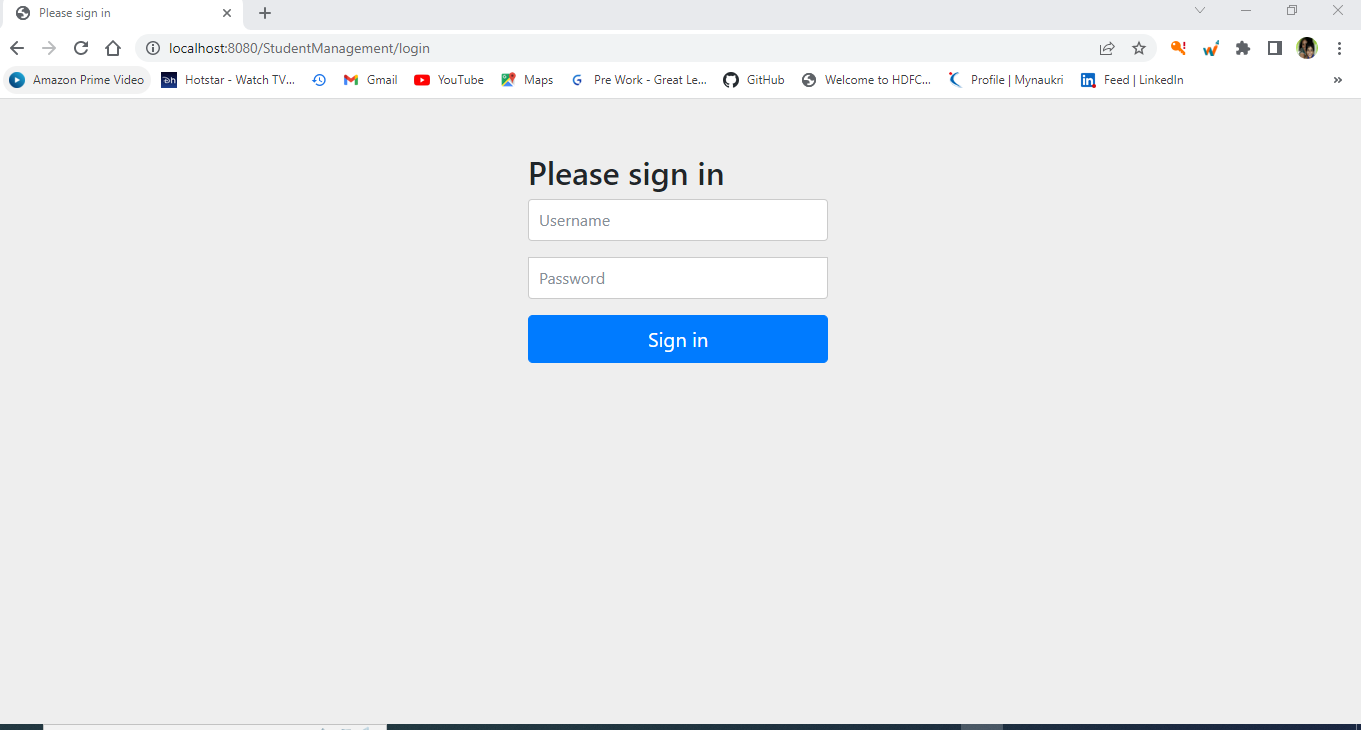 Please sign in
localhost:8080/StudentManagement/login
Amazon Prime Video Hotstar - Watch TV... Gmail YouTube Maps Pre Work - Great Le... GitHub Welcome to HDFC... Profile | Mynaukri Feed | LinkedIn »
Please sign in
Username
Password
Sign in